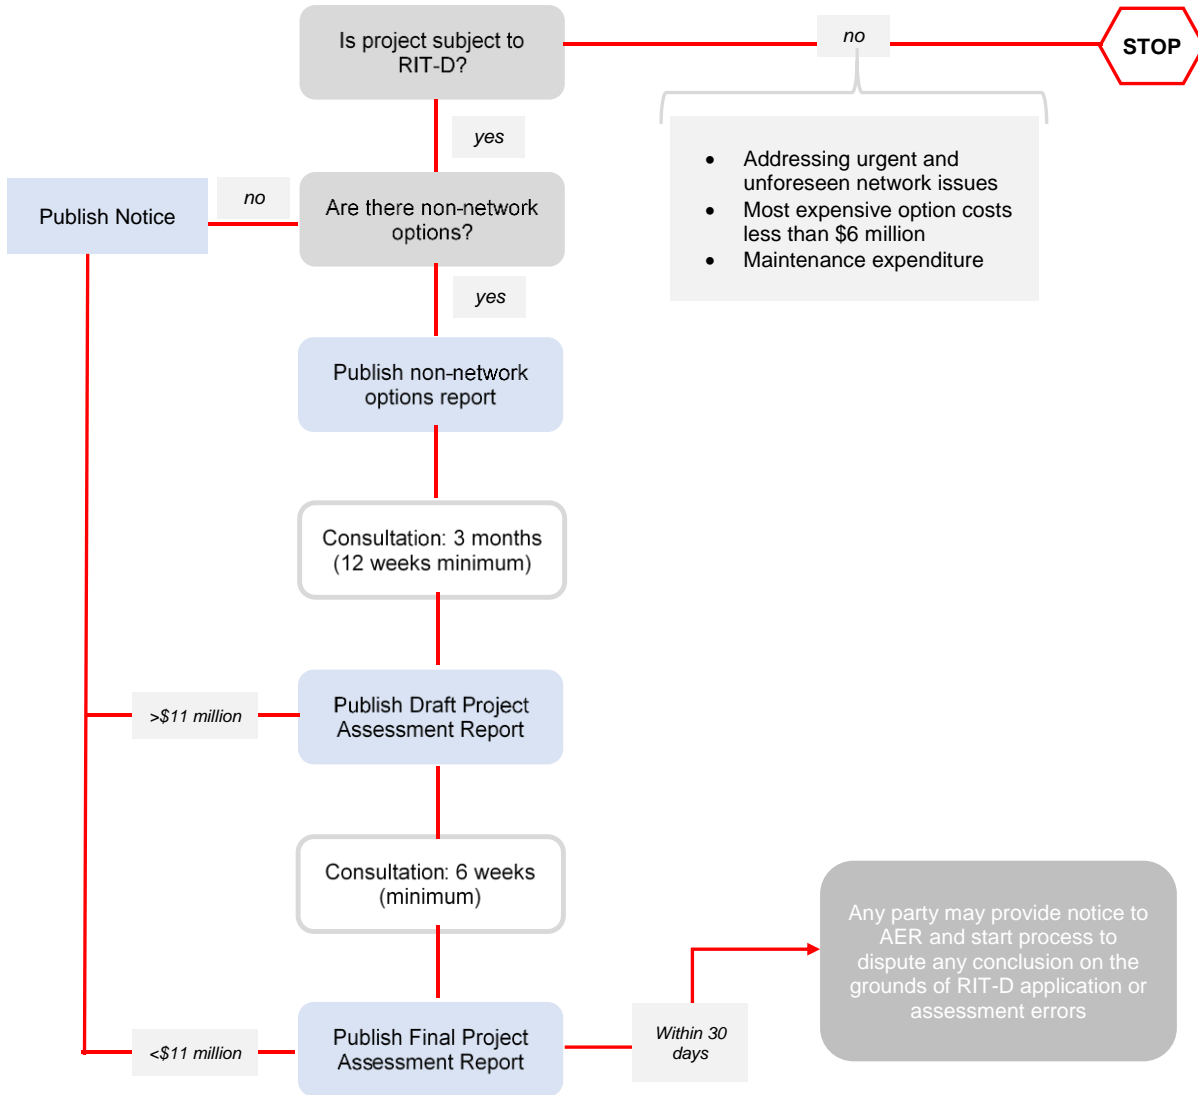 Is project subject to
RIT-D?
no
STOP
yes
• Addressing urgent and
unforeseen network issues
• Most expensive option costs
less than $6 million
• Maintenance expenditure
Publish Notice
no
Are there non-network
options?
yes
Publish non-network
options report
Consultation: 3 months
(12 weeks minimum)
>$11 million
Publish Draft Project
Assessment Report
Consultation: 6 weeks
(minimum)
Any party may provide notice to
AER and start process to
dispute any conclusion on the
grounds of RIT-D application or
assessment errors
<$11 million
Publish Final Project
Assessment Report
Within 30
days